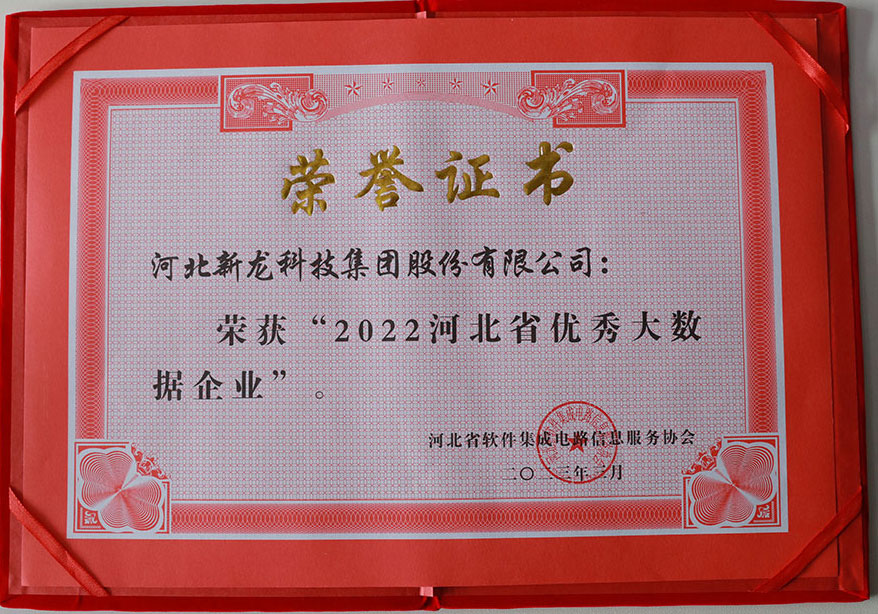 荣誉证书
河北新龙科技集团股份有限公司：
荣获“2022河北省优秀大数
据企业”。
河北省软件集成电路信息服务协会
二〇二三年三月